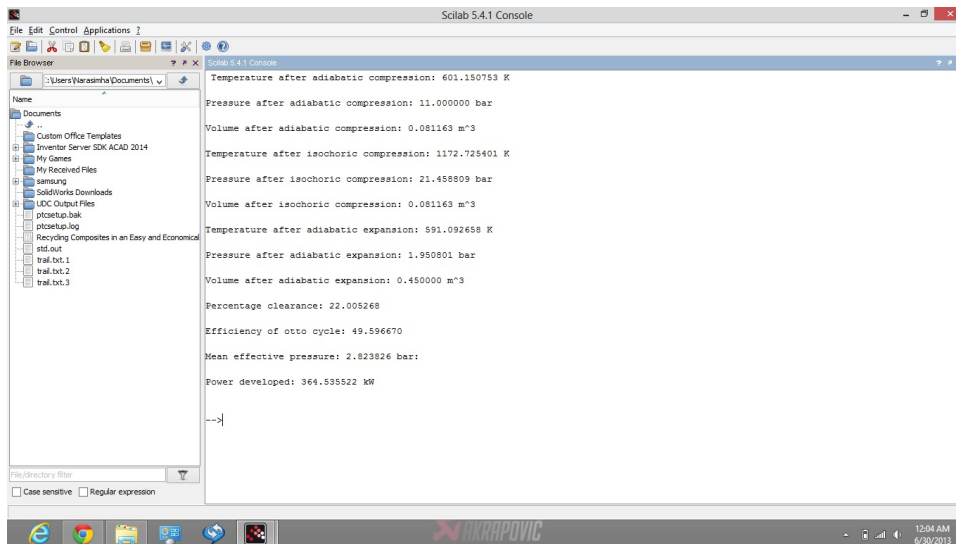 Scilab 5.4.1 Console
File Edit Control Applications ?
File Browser
Scilab 5.4.1 Console
:\Users\Narasimha\Documents\
Name
Documents
..
Custom Office Templates
Inventor Server SDK ACAD 2014
My Games
My Received Files
samsung
SolidWorks Downloads
UDC Output Files
ptcsetup.bak
ptcsetup.log
Recycling Composites in an Easy and Economical
std.out
trail.txt.1
trail.txt.2
trail.txt.3
File/directory filter
Case sensitive Regular expression
Temperature after adiabatic compression: 601.150753 K
Pressure after adiabatic compression: 11.000000 bar
Volume after adiabatic compression: 0.081163 m^3
Temperature after isochoric compression: 1172.725401 K
Pressure after isochoric compression: 21.458809 bar
Volume after isochoric compression: 0.081163 m^3
Temperature after adiabatic expansion: 591.092658 K
Pressure after adiabatic expansion: 1.950801 bar
Volume after adiabatic expansion: 0.450000 m^3
Percentage clearance: 22.005268
Efficiency of otto cycle: 49.596670
Mean effective pressure: 2.823826 bar:
Power developed: 364.535522 kW
-->
AKRAPOVIC
12:04 AM
6/30/2013